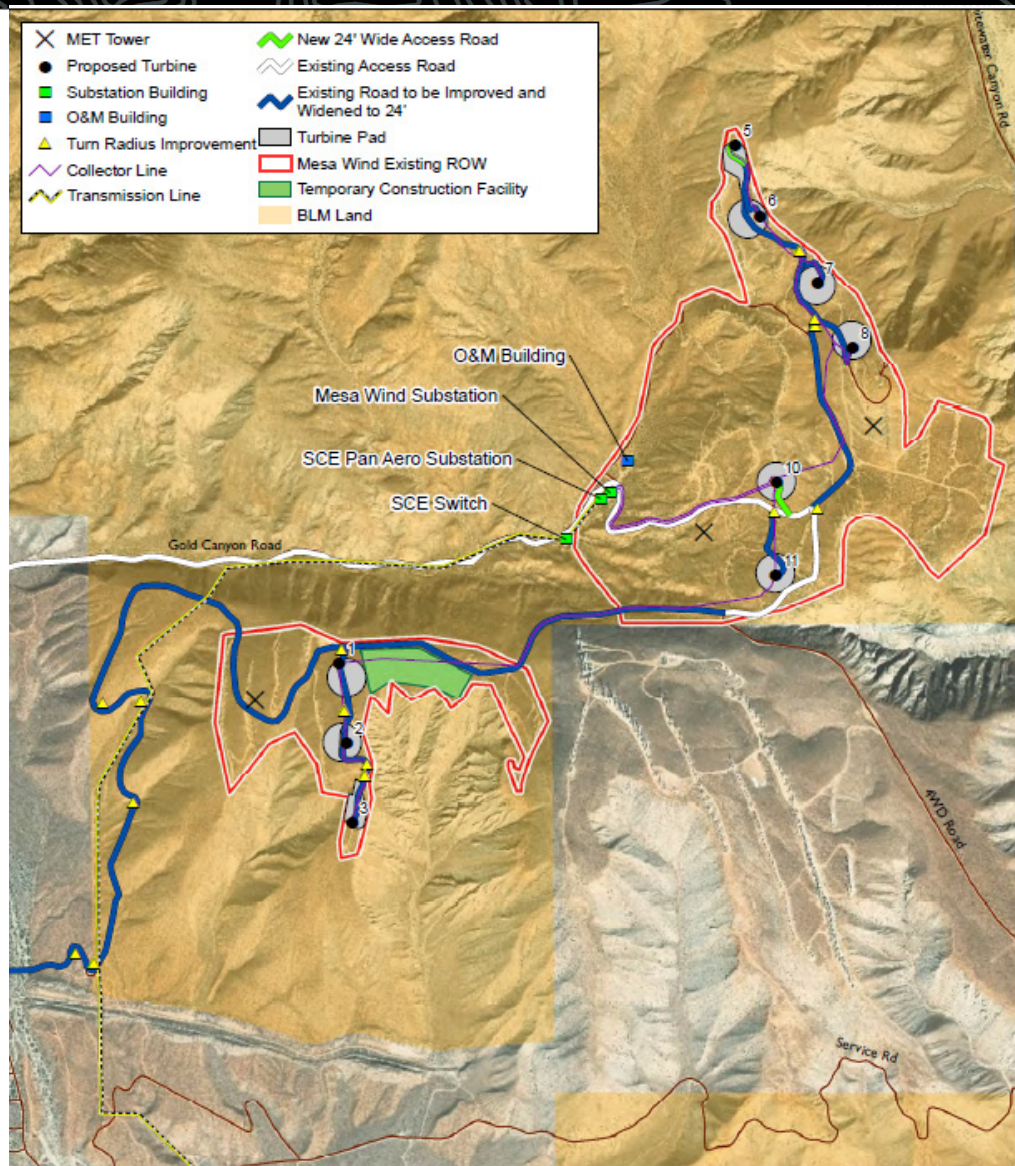 MET Tower
Proposed Turbine
Substation Building
O&M Building
Turn Radius Improvement
Collector Line
Transmission Line
New 24' Wide Access Road
Existing Access Road
Existing Road to be Improved and
Widened to 24'
Turbine Pad
Mesa Wind Existing ROW
Temporary Construction Facility
BLM Land
Canyon Rd
5
6
7
8
O&M Building
Mesa Wind Substation
SCE Pan Aero Substation
10
SCE Switch
Gold Canyon Road
11
1
2
3
4WD Road
Service Rd